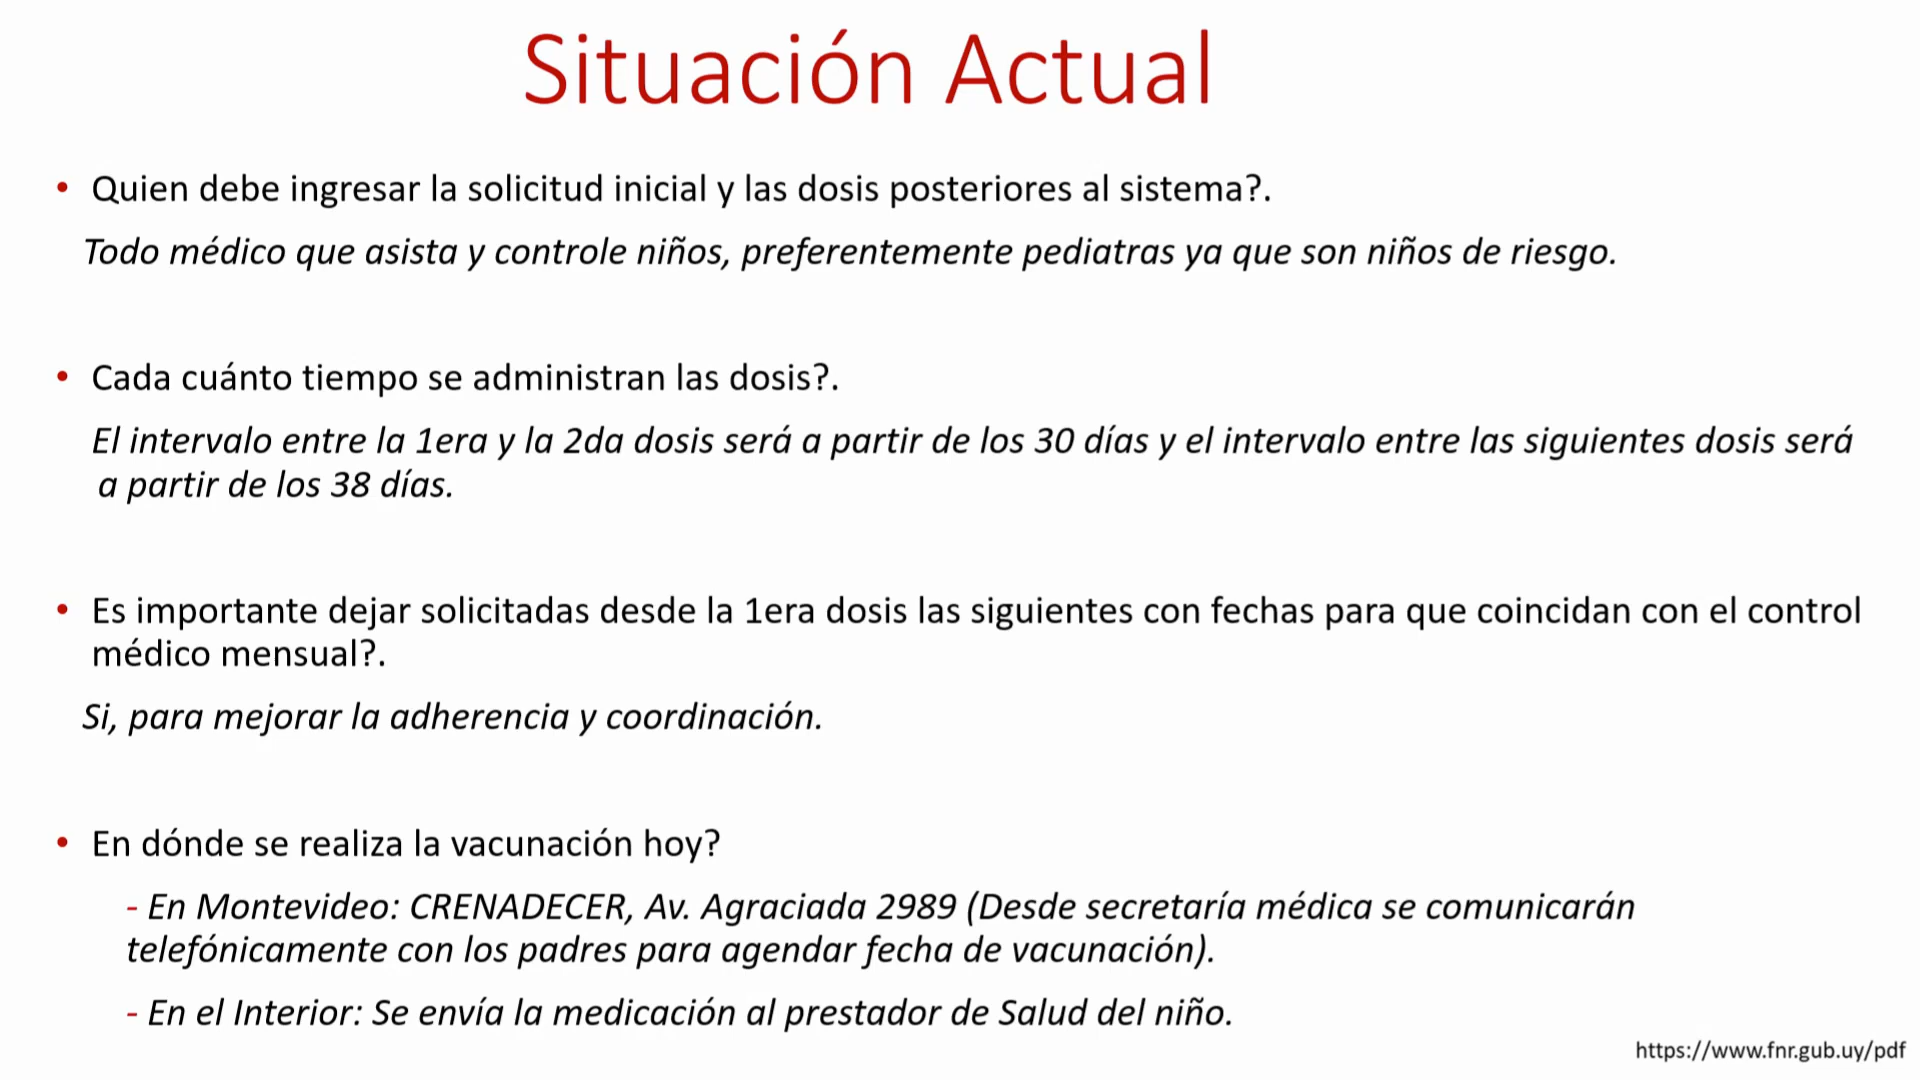 Situación Actual
• Quien debe ingresar la solicitud inicial y las dosis posteriores al sistema?.
Todo médico que asista y controle niños, preferentemente pediatras ya que son niños de riesgo.
• Cada cuánto tiempo se administran las dosis?.
El intervalo entre la 1era y la 2da dosis será a partir de los 30 días y el intervalo entre las siguientes dosis será
a partir de los 38 días.
• Es importante dejar solicitadas desde la 1era dosis las siguientes con fechas para que coincidan con el control
médico mensual?.
Si, para mejorar la adherencia y coordinación.
• En dónde se realiza la vacunación hoy?
- En Montevideo: CRENADECER, Av. Agraciada 2989 (Desde secretaría médica se comunicarán
telefónicamente con los padres para agendar fecha de vacunación).
- En el Interior: Se envía la medicación al prestador de Salud del niño.
https://www.fnr.gub.uy/pdf